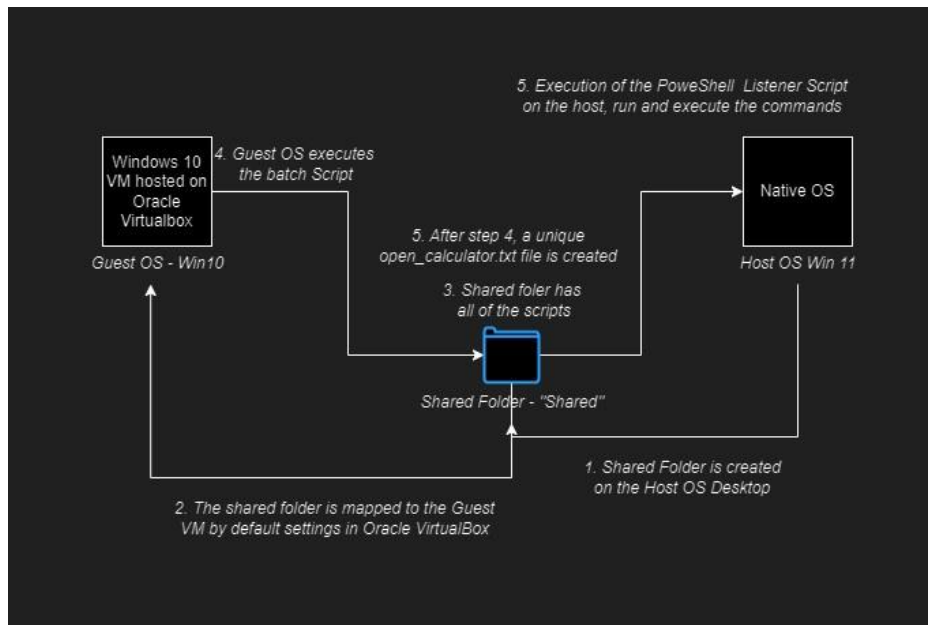 5. Execution of the PoweShell Listener Script
on the host, run and execute the commands
Windows 10
VM hosted on
Oracle
Virtualbox
4. Guest OS executes
the batch Script
Native OS
Guest OS - Win10
5. After step 4, a unique
open_calculator.txt file is created
Host OS Win 11
3. Shared foler has
all of the scripts
Shared Folder - "Shared"
1. Shared Folder is created
on the Host OS Desktop
2. The shared folder is mapped to the Guest
VM by default settings in Oracle VirtualBox